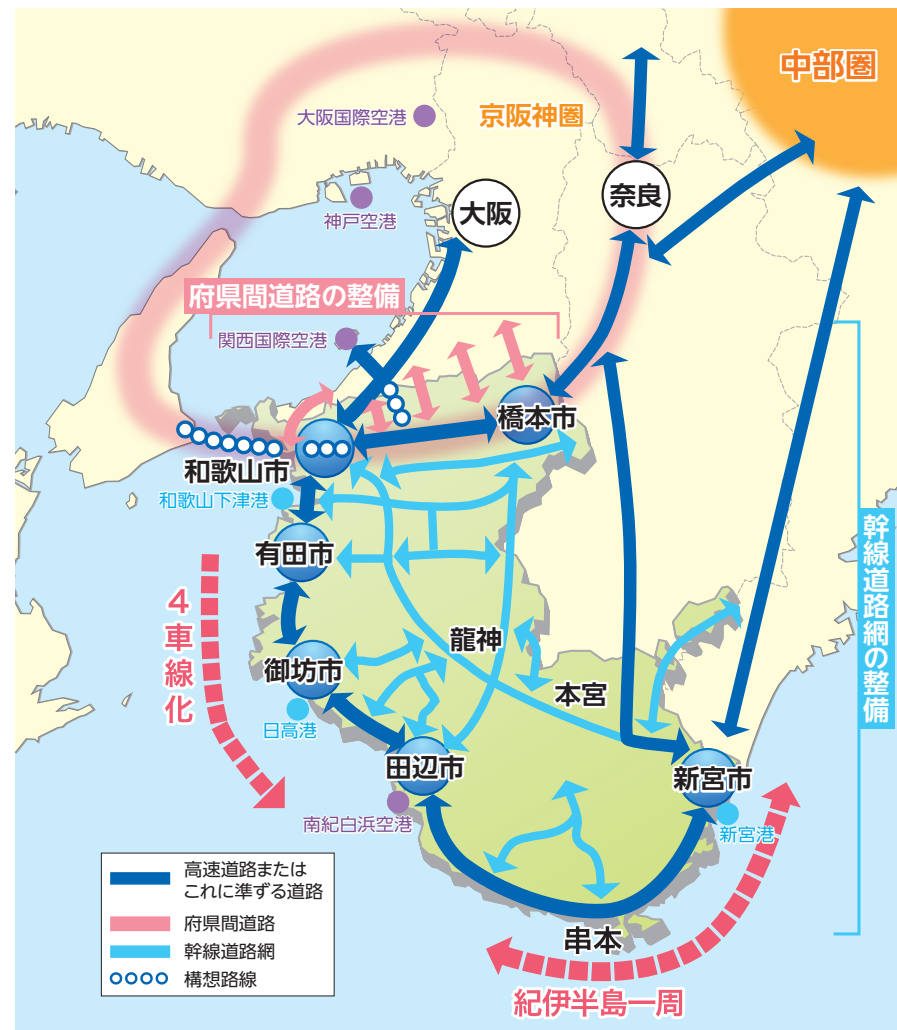 中部圏
大阪国際空港
京阪神圏
神戸空港
大阪
奈良
府県間道路の整備
関西国際空港
橋本市
和歌山市
和歌山下津港
有田市
幹線道路網の整備
4車線化
龍神
御坊市
本宮
日高港
田辺市
新宮市
南紀白浜空港
新宮港
高速道路または
これに準ずる道路
府県間道路
幹線道路網
構想路線
串本
紀伊半島一周